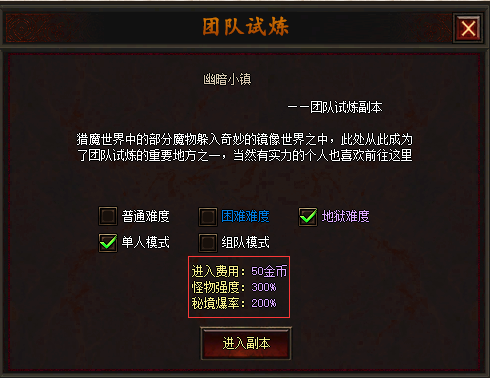 团队试炼
幽暗小镇
——团队试炼副本
猎魔世界中的部分魔物躲入奇妙的镜像世界之中，此处从此成为
了团队试炼的重要地方之一，当然有实力的个人也喜欢前往这里
普通难度 困难难度 地狱难度
单人模式 组队模式
进入费用：50金币
怪物强度：300%
秘境爆率：200%
进入副本